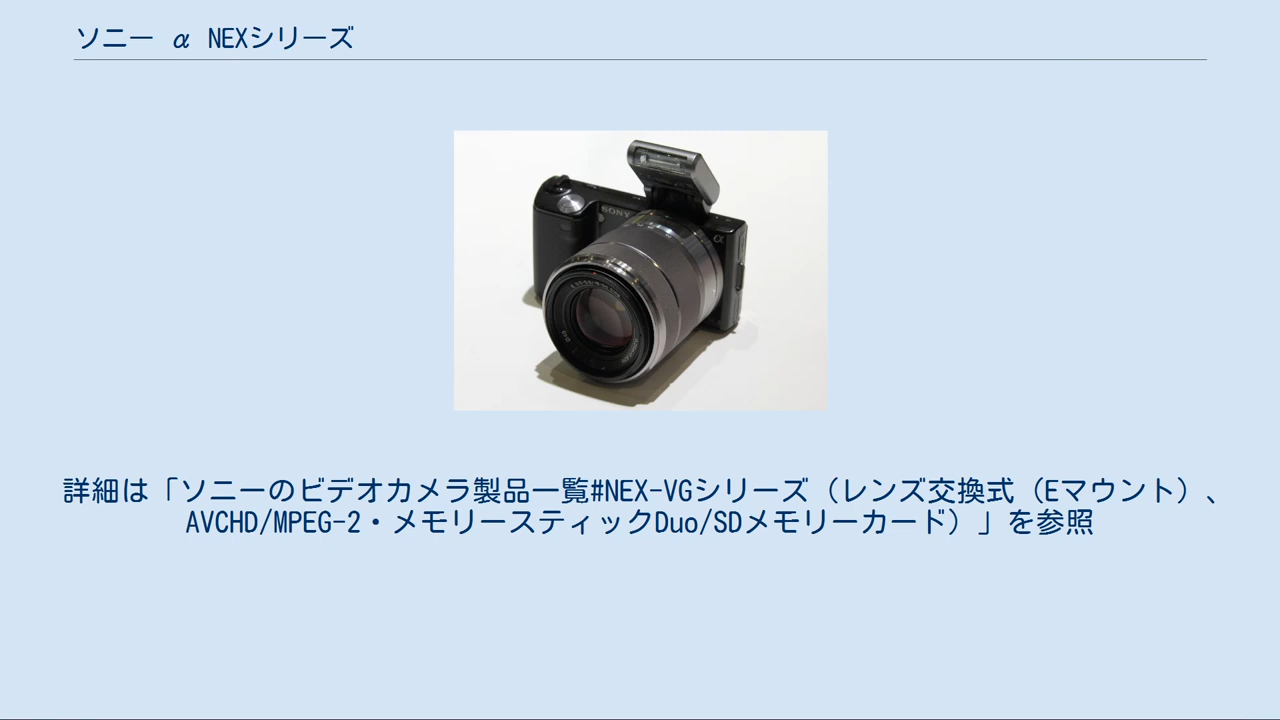 ソニー α NEXシリーズ
SONY
α
詳細は「ソニーのビデオカメラ製品一覧#NEX-VGシリーズ（レンズ交換式（Eマウント）、
AVCHD/MPEG-2・メモリースティックDuo/SDメモリーカード）」を参照